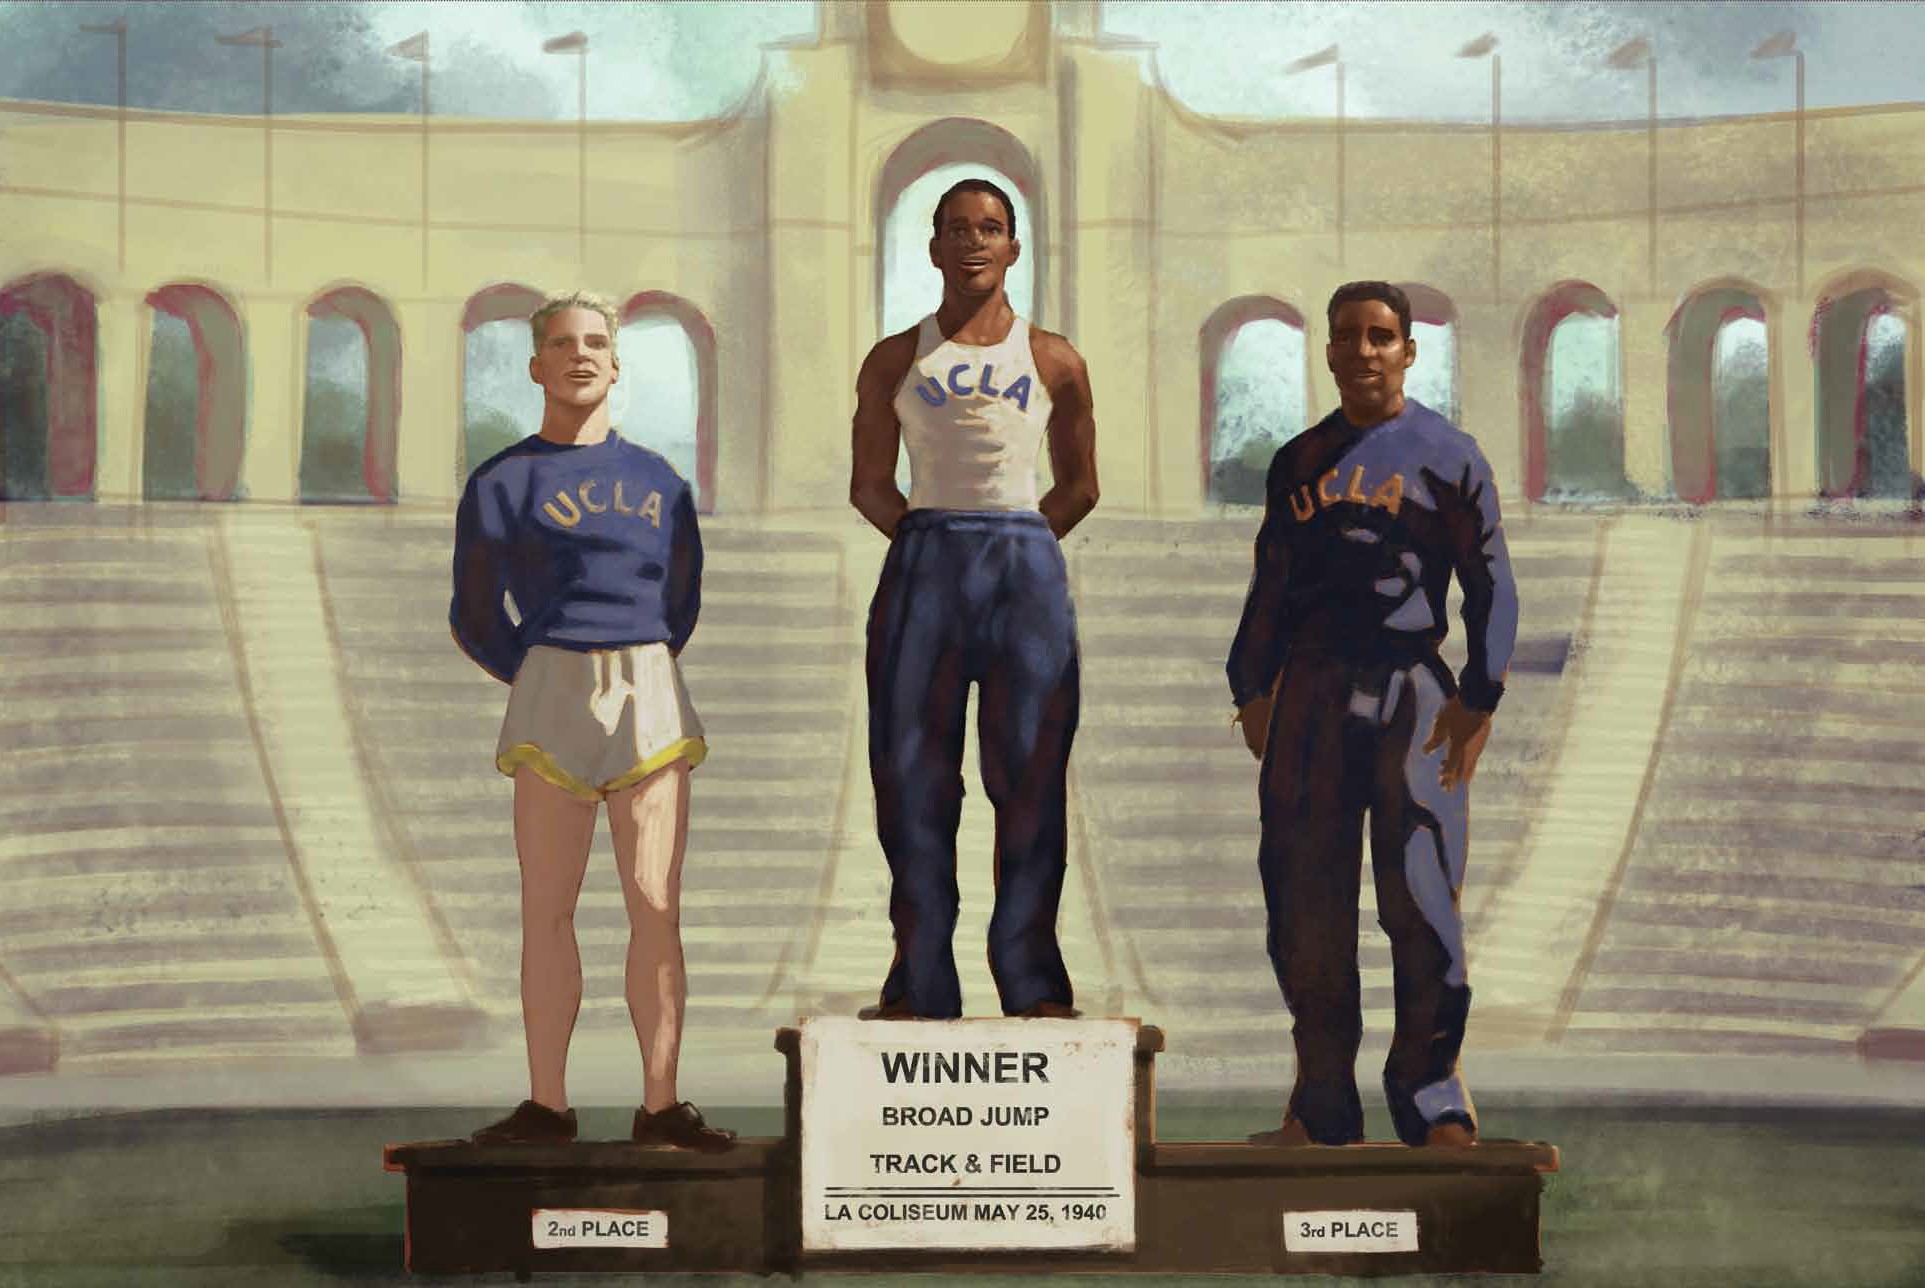 UCLA
UCLA
UCLA
WINNER
BROAD JUMP
TRACK & FIELD
LA COLISEUM MAY 25, 1940
2nd PLACE
3rd PLACE